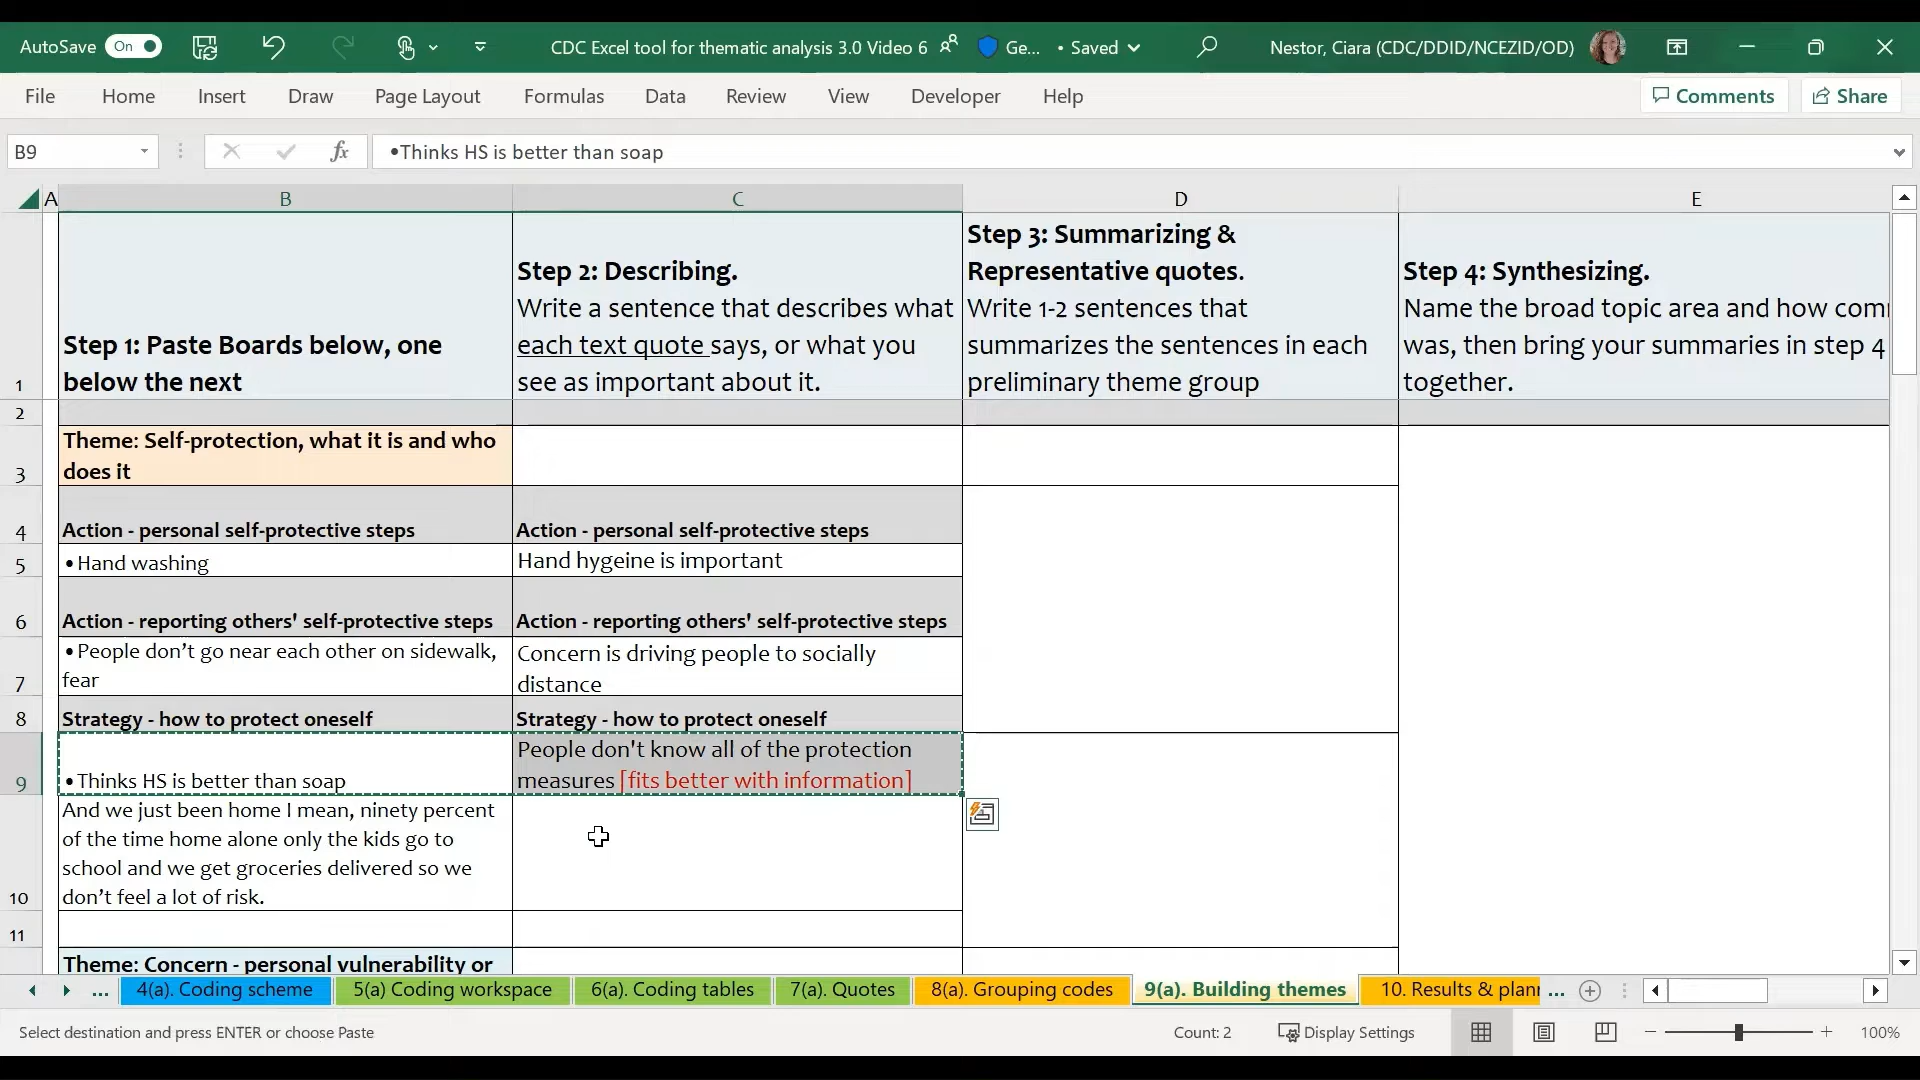 AutoSave On CDC Excel tool for thematic analysis 3.0 Video 6 Ge... • Saved Nestor, Ciara (CDC/DDID/NCEZID/OD)
File Home Insert Draw Page Layout Formulas Data Review View Developer Help Comments Share
B9 fx •Thinks HS is better than soap
A B C D E
1
Step 1: Paste Boards below, one
below the next
Step 2: Describing.
Write a sentence that describes what
each text quote says, or what you
see as important about it.
Step 3: Summarizing &
Representative quotes.
Write 1-2 sentences that
summarizes the sentences in each
preliminary theme group
Step 4: Synthesizing.
Name the broad topic area and how com
was, then bring your summaries in step 4
together.
2
3
Theme: Self-protection, what it is and who
does it
4 Action - personal self-protective steps Action - personal self-protective steps
5 •Hand washing Hand hygeine is important
6 Action - reporting others' self-protective steps Action - reporting others' self-protective steps
7
•People don’t go near each other on sidewalk,
fear
Concern is driving people to socially
distance
8 Strategy - how to protect oneself Strategy - how to protect oneself
9
•Thinks HS is better than soap
People don't know all of the protection
measures [fits better with information]
10
And we just been home I mean, ninety percent
of the time home alone only the kids go to
school and we get groceries delivered so we
don’t feel a lot of risk.
11
Theme: Concern - personal vulnerability or
... 4(a). Coding scheme 5(a) Coding workspace 6(a). Coding tables 7(a). Quotes 8(a). Grouping codes 9(a). Building themes 10. Results & plann ...
Select destination and press ENTER or choose Paste Count: 2 Display Settings 100%